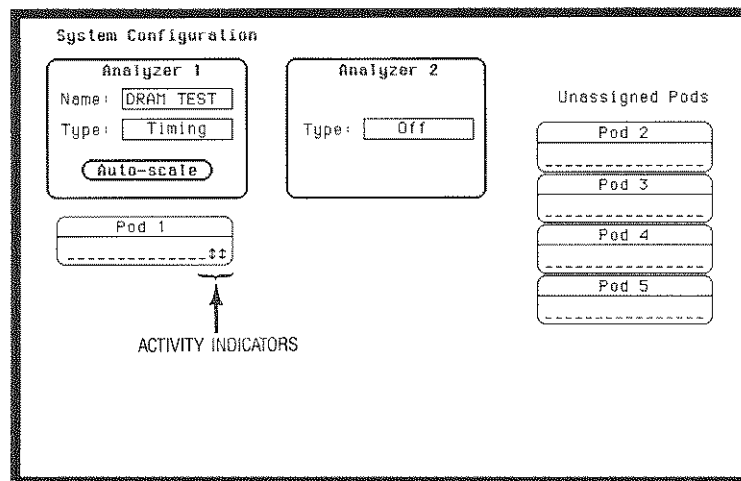 System Configuration
Analyzer 1
Name: DRAM TEST
Type: Timing
Auto-scale
Analyzer 2
Type: Off
Unassigned Pods
Pod 2
Pod 3
Pod 4
Pod 5
Pod 1
ACTIVITY INDICATORS